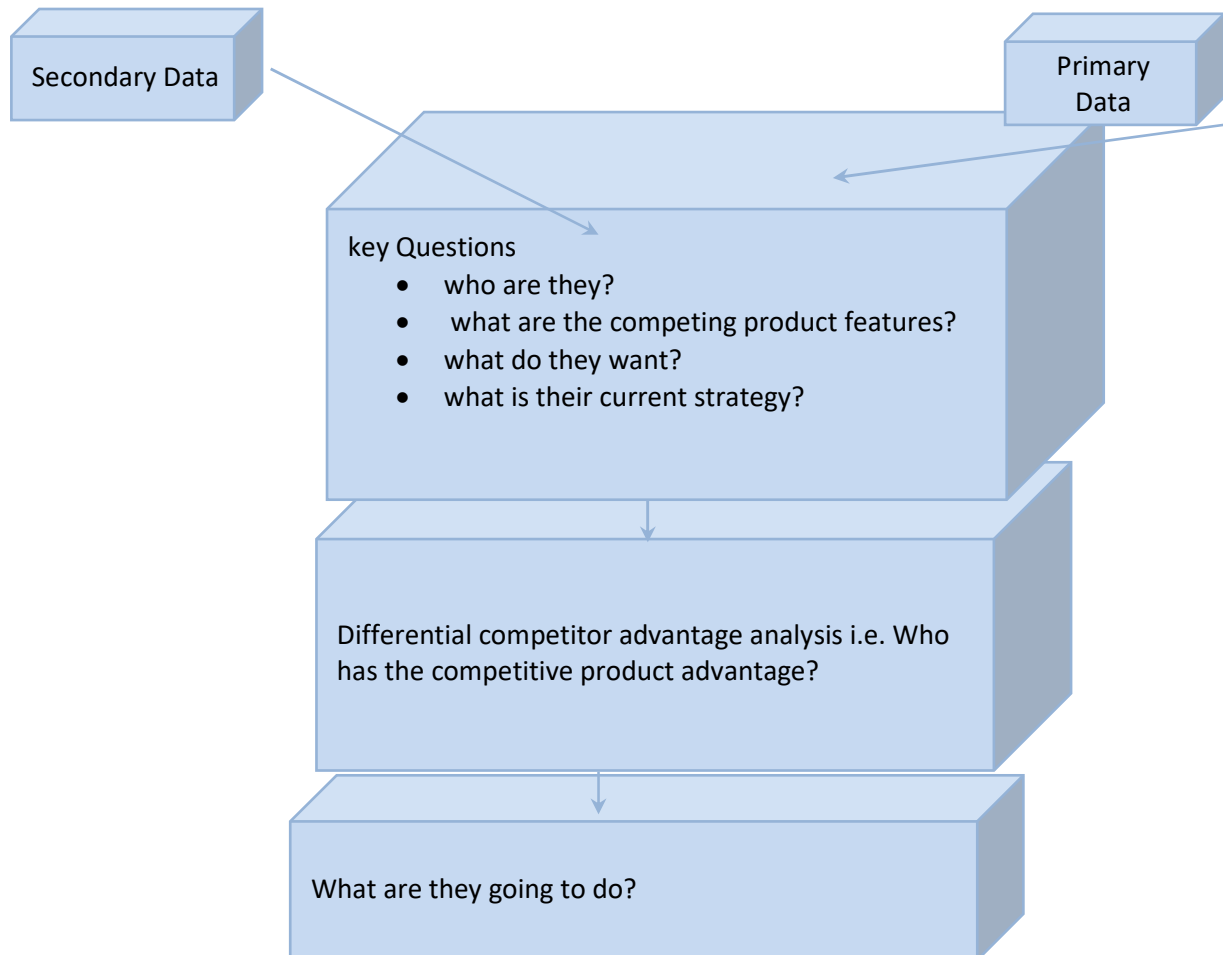 Secondary Data
Primary
Data
key Questions
• who are they?
• what are the competing product features?
• what do they want?
• what is their current strategy?
Differential competitor advantage analysis i.e. Who
has the competitive product advantage?
What are they going to do?